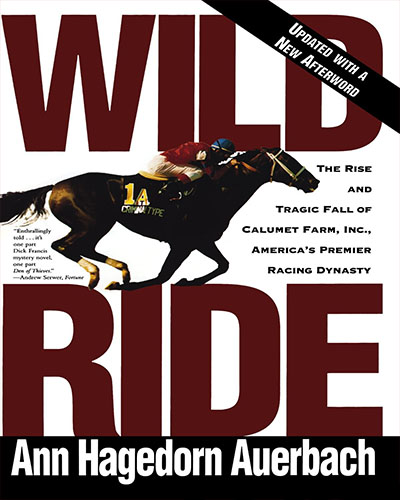 WILD
UPDATED WITH A
NEW AFTERWORD
THE RISE
AND
TRAGIC FALL OF
CALUMET FARM, INC.,
AMERICA'S PREMIER
RACING DYNASTY
1A
CRIMINAL TYPE
"Enthrallingly
told . . . it's
one part
Dick Francis
mystery novel,
one part
Den of Thieves."
—Andrew Serwer, Fortune
RIDE
Ann Hagedorn Auerbach